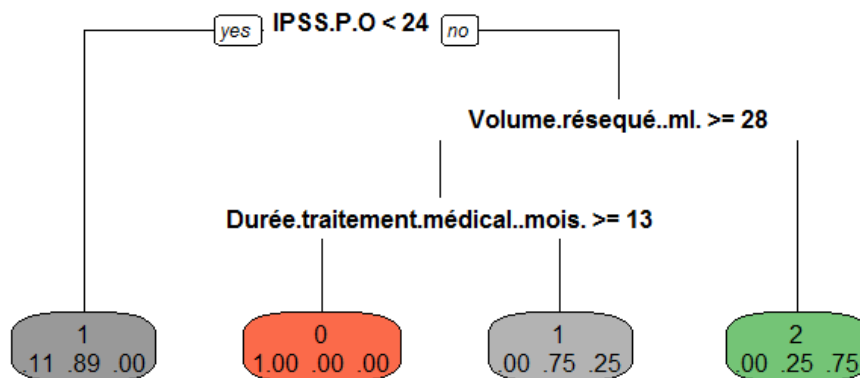 yes IPSS.P.O < 24 no
Volume.résequé..ml. >= 28
Durée.traitement.médical..mois. >= 13
1 0 1 2
.11 .89 .00 1.00 .00 .00 .00 .75 .25 .00 .25 .75